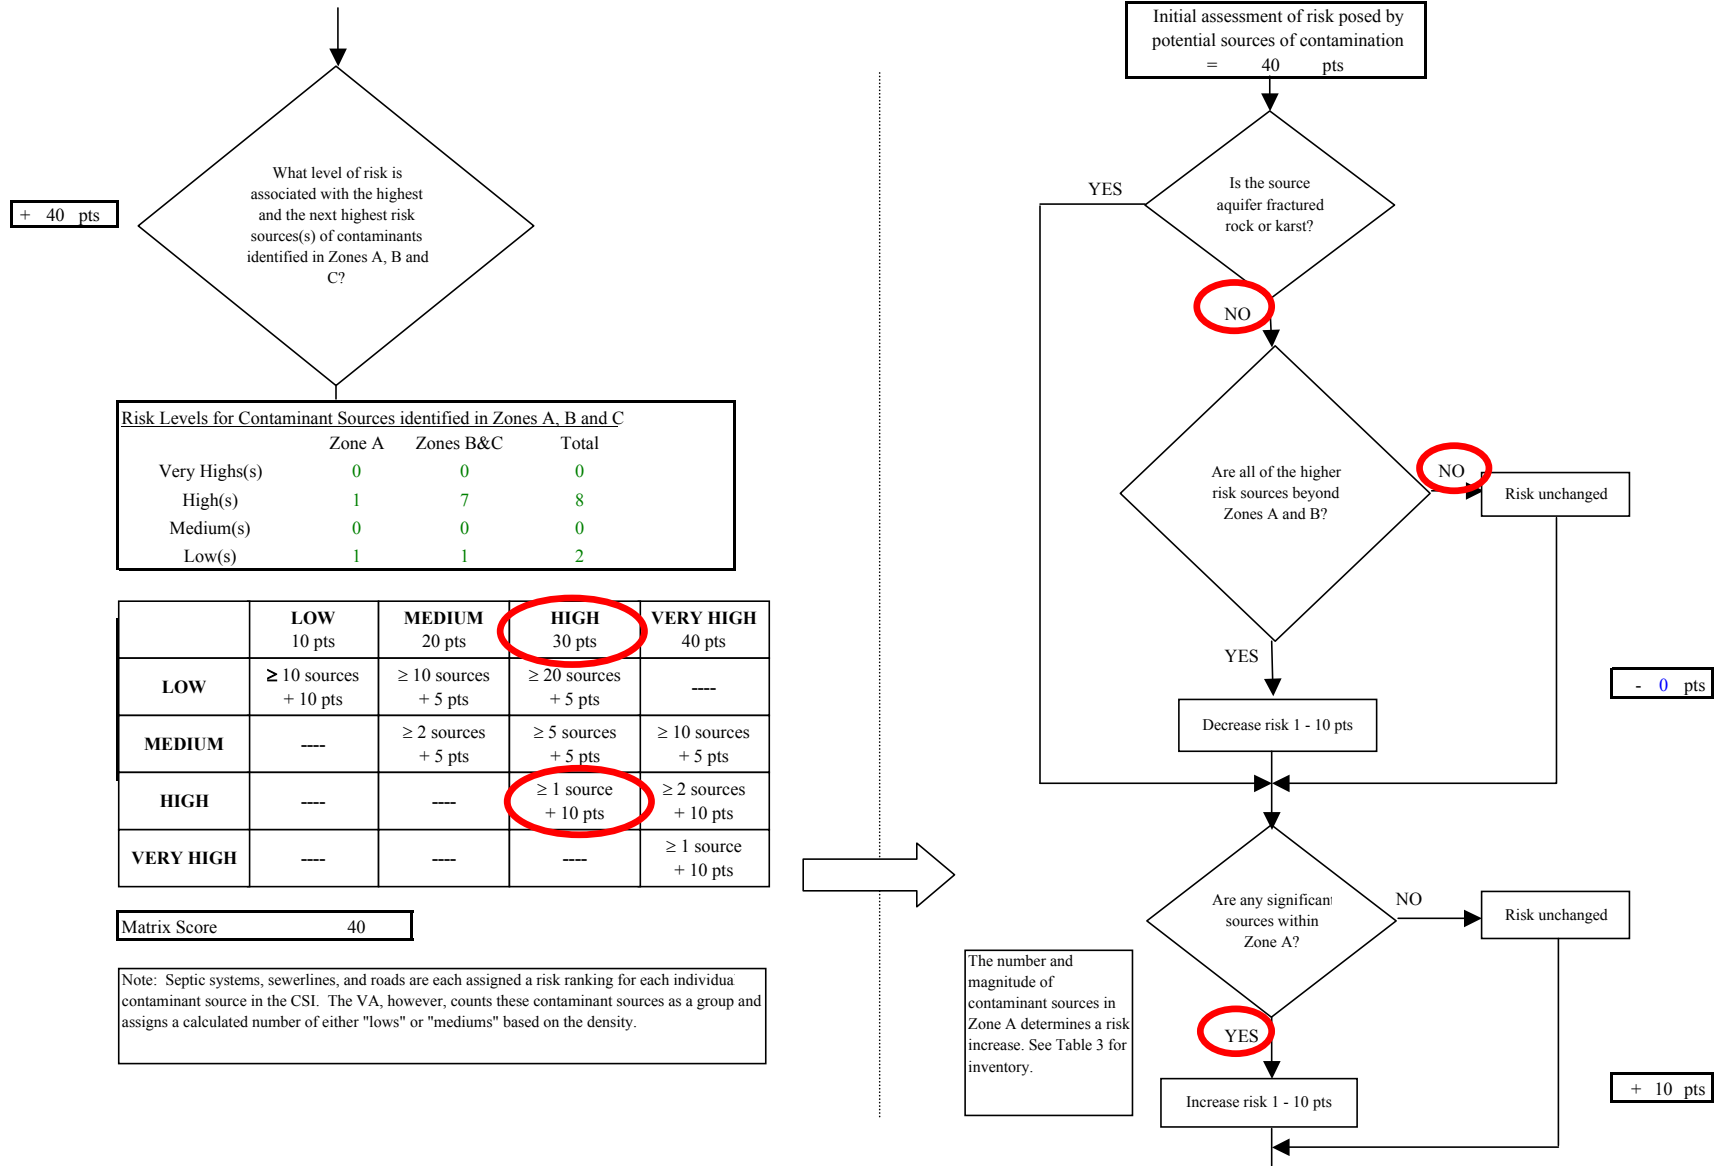 What level of risk is
associated with the highest
and the next highest risk
sources(s) of contaminants
identified in Zones A, B and
C?
+ 40 pts
Risk Levels for Contaminant Sources identified in Zones A, B and C
Zone A Zones B&C Total
Very Highs(s) 0 0 0
High(s) 1 7 8
Medium(s) 0 0 0
Low(s) 1 1 2
LOW MEDIUM HIGH VERY HIGH
10 pts 20 pts 30 pts 40 pts
LOW ≥ 10 sources ≥ 10 sources ≥ 20 sources ----
+ 10 pts + 5 pts + 5 pts
MEDIUM ---- ≥ 2 sources ≥ 5 sources ≥ 10 sources
+ 5 pts + 5 pts + 5 pts
HIGH ---- ---- ≥ 1 source ≥ 2 sources
+ 10 pts + 10 pts
VERY HIGH ---- ---- ---- ≥ 1 source
+ 10 pts
Matrix Score 40
Note: Septic systems, sewerlines, and roads are each assigned a risk ranking for each individua
contaminant source in the CSI. The VA, however, counts these contaminant sources as a group and
assigns a calculated number of either "lows" or "mediums" based on the density.
Initial assessment of risk posed by
potential sources of contamination
= 40 pts
Is the source
aquifer fractured
rock or karst?
YES
NO
Are all of the higher
risk sources beyond
Zones A and B?
NO
Risk unchanged
YES
- 0 pts
Decrease risk 1 - 10 pts
Are any significant
sources within
Zone A?
NO
Risk unchanged
The number and
magnitude of
contaminant sources in
Zone A determines a risk
increase. See Table 3 for
inventory.
YES
+ 10 pts
Increase risk 1 - 10 pts